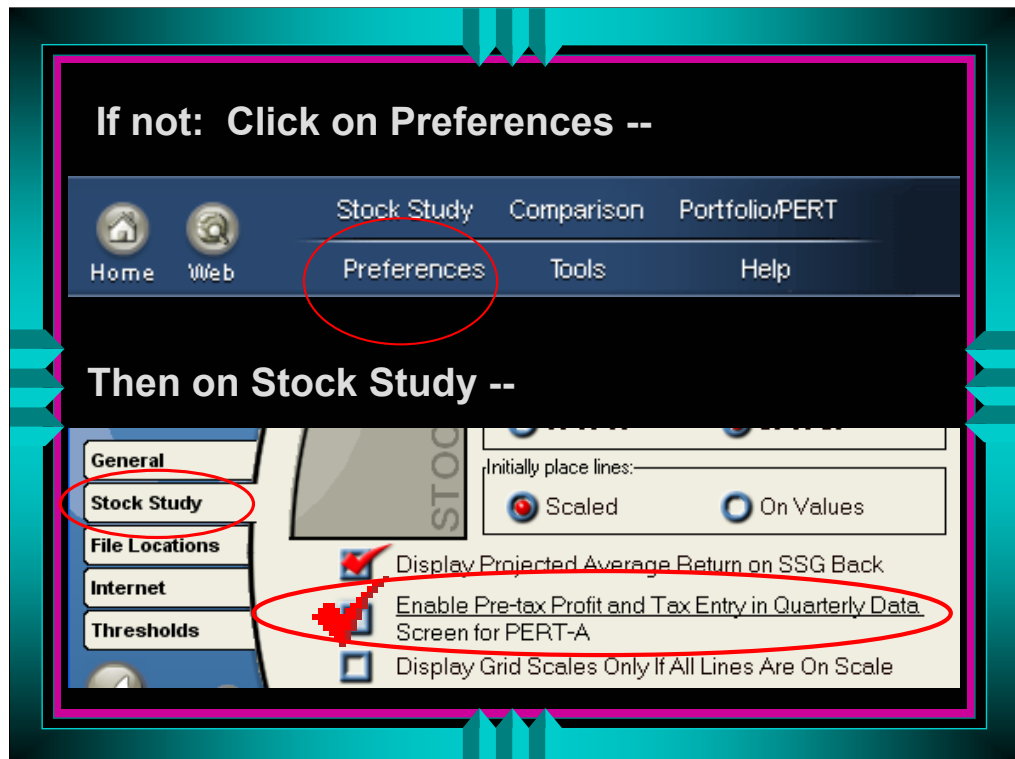 If not: Click on Preferences --
Stock Study Comparison Portfolio/PERT
Home Web Preferences Tools Help
Then on Stock Study --
General
Stock Study
File Locations
Internet
Thresholds
STOC
Initially place lines:
Scaled On Values
Display Projected Average Return on SSG Back
Enable Pre-tax Profit and Tax Entry in Quarterly Data
Screen for PERT-A
Display Grid Scales Only If All Lines Are On Scale